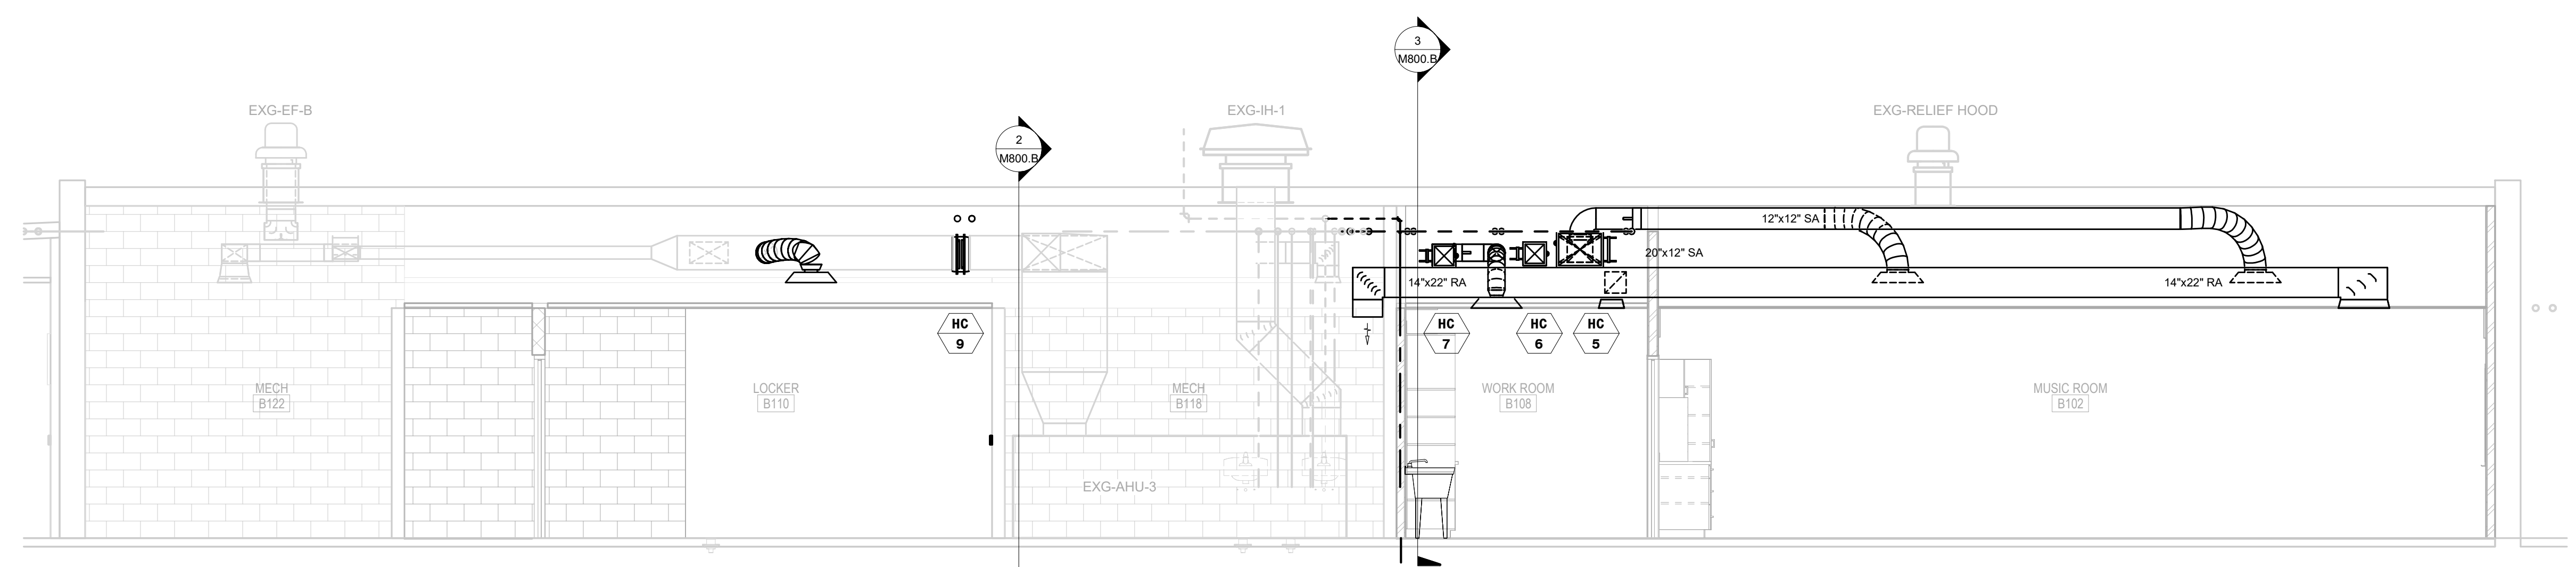 3
M800.B
EXG-EF-B
EXG-IH-1
EXG-RELIEF HOOD
2
M800.B
12"x12" SA
20"x12" SA
14"x22" RA
14"x22" RA
HC
9
HC
7
HC
6
HC
5
MECH
B122
LOCKER
B110
MECH
B118
WORK ROOM
B108
MUSIC ROOM
B102
EXG-AHU-3